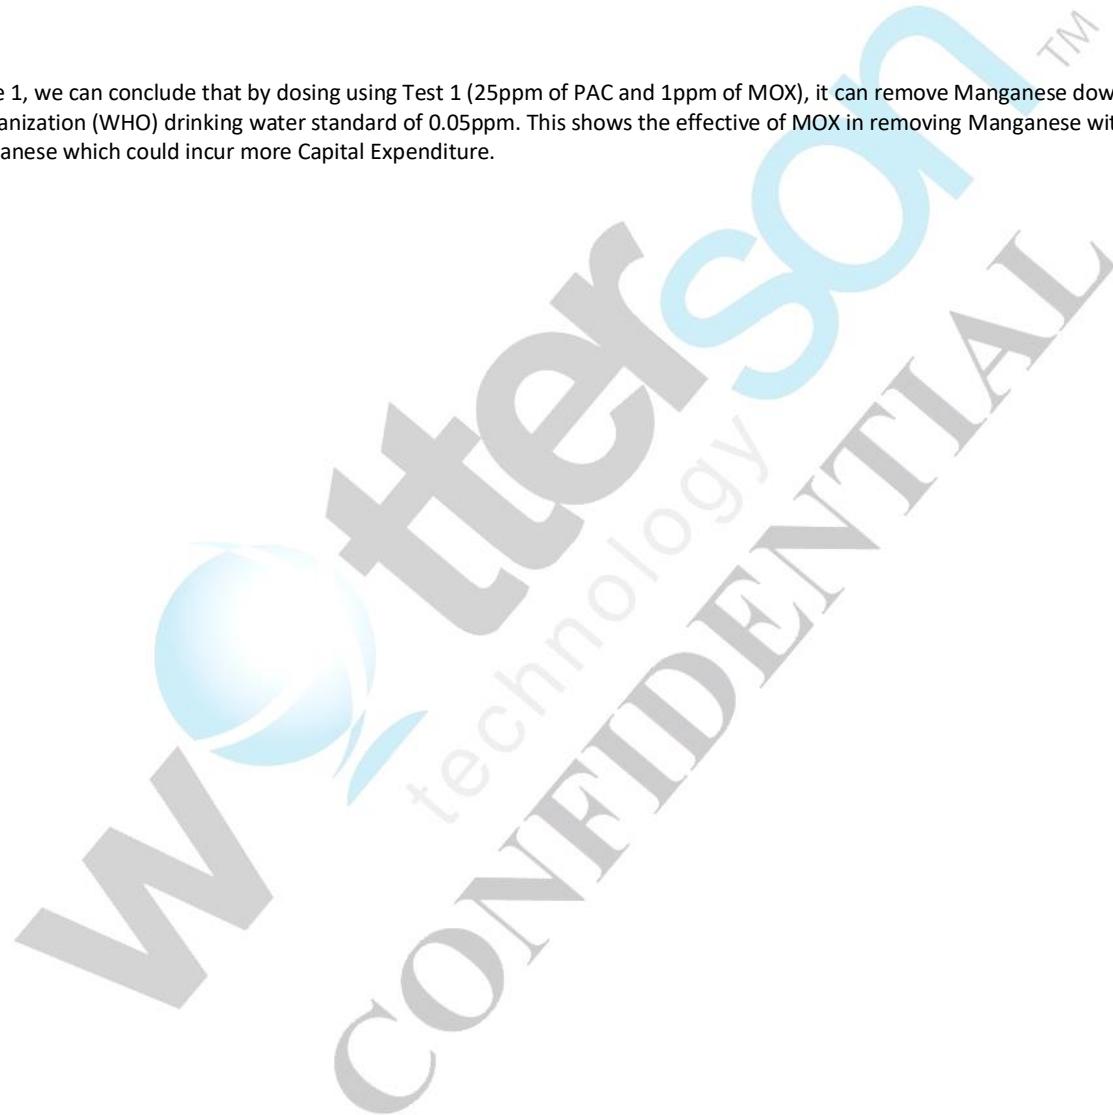 e 1, we can conclude that by dosing using Test 1 (25ppm of PAC and 1ppm of MOX), it can remove Manganese dow
anization (WHO) drinking water standard of 0.05ppm. This shows the effective of MOX in removing Manganese wit
anese which could incur more Capital Expenditure.
watterson TM
technology
CONFIDENTIAL